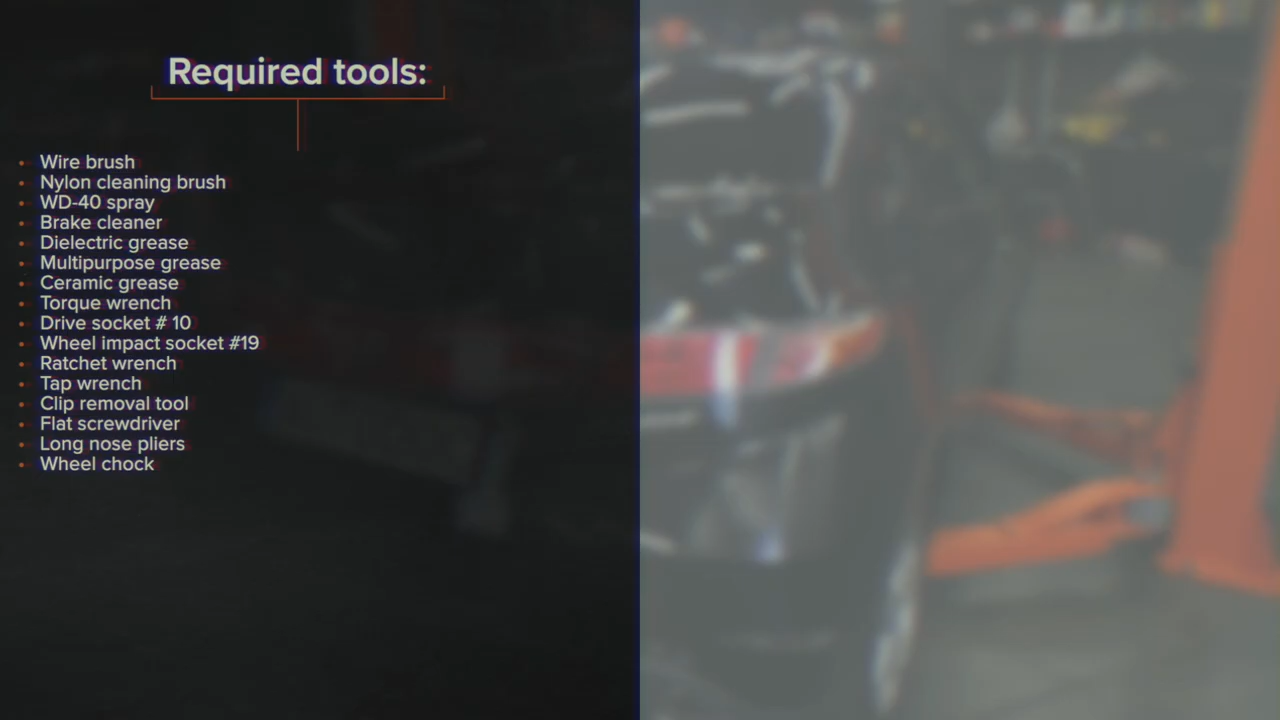 Required tools:
Wire brush
Nylon cleaning brush
WD-40 spray
Brake cleaner
Dielectric grease
Multipurpose grease
Ceramic grease
Torque wrench
Drive socket # 10
Wheel impact socket #19
Ratchet wrench
Tap wrench
Clip removal tool
Flat screwdriver
Long nose pliers
Wheel chock